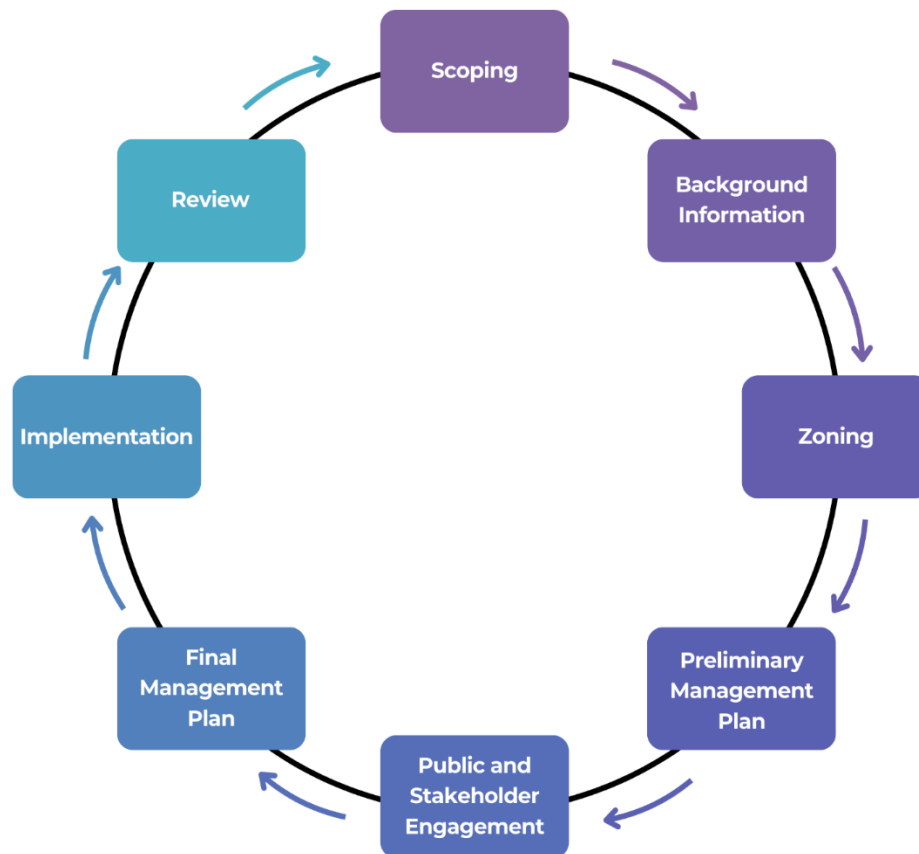 Scoping
Background
Information
Zoning
Preliminary
Management
Plan
Public and
Stakeholder
Engagement
Final
Management
Plan
Implementation
Review